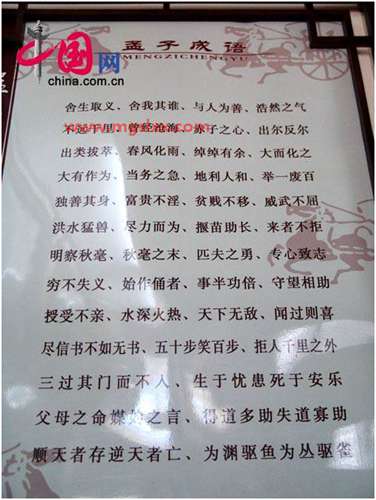 中国网
china.com.cn
孟子成语
MENGZICHENGYU
舍生取义、舍我其谁、与人为善、浩然之气
不远千里、曾经沧海、赤子之心、出尔反尔
出类拔萃、春风化雨、绰绰有余、大而化之
大有作为、当务之急、地利人和、举一废百
独善其身、富贵不淫、贫贱不移、威武不屈
洪水猛兽、尽力而为、揠苗助长、来者不拒
明察秋毫、秋毫之末、匹夫之勇、专心致志
穷不失义、始作俑者、事半功倍、守望相助
授受不亲、水深火热、天下无敌、闻过则喜
尽信书不如无书、五十步笑百步、拒人千里之外
三过其门而不入、生于忧患死于安乐
父母之命媒妁之言、得道多助失道寡助
顺天者存逆天者亡、为渊驱鱼为丛驱雀